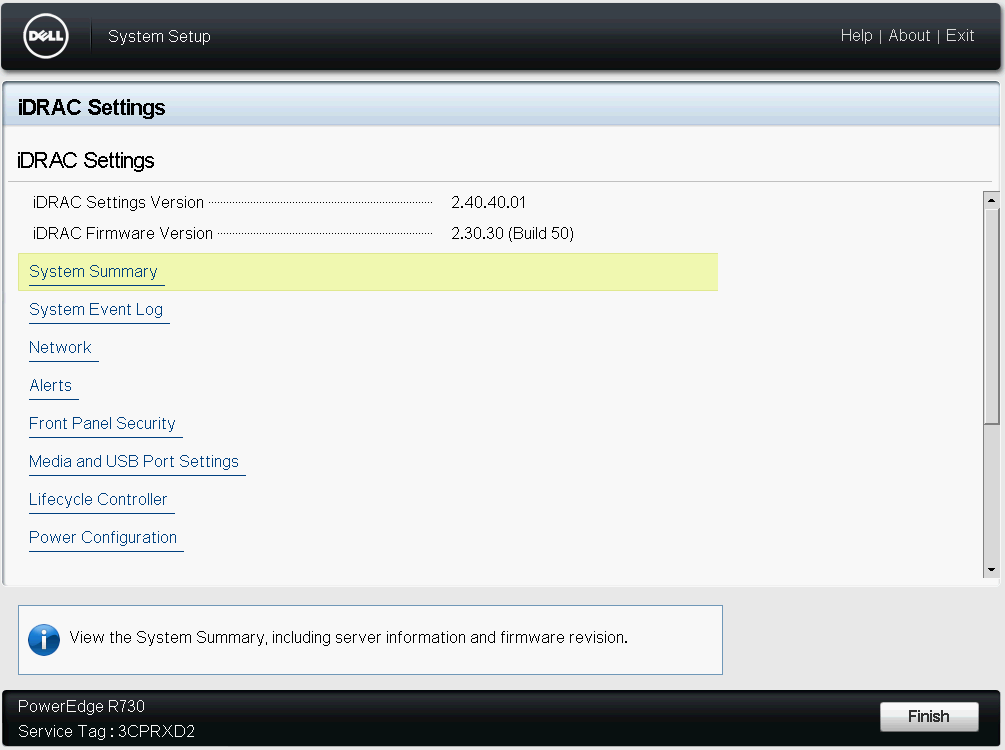 DELL
System Setup
Help | About | Exit
iDRAC Settings
iDRAC Settings
iDRAC Settings Version 2.40.40.01
iDRAC Firmware Version 2.30.30 (Build 50)
System Summary
System Event Log
Network
Alerts
Front Panel Security
Media and USB Port Settings
Lifecycle Controller
Power Configuration
View the System Summary, including server information and firmware revision.
PowerEdge R730
Service Tag : 3CPRXD2
Finish